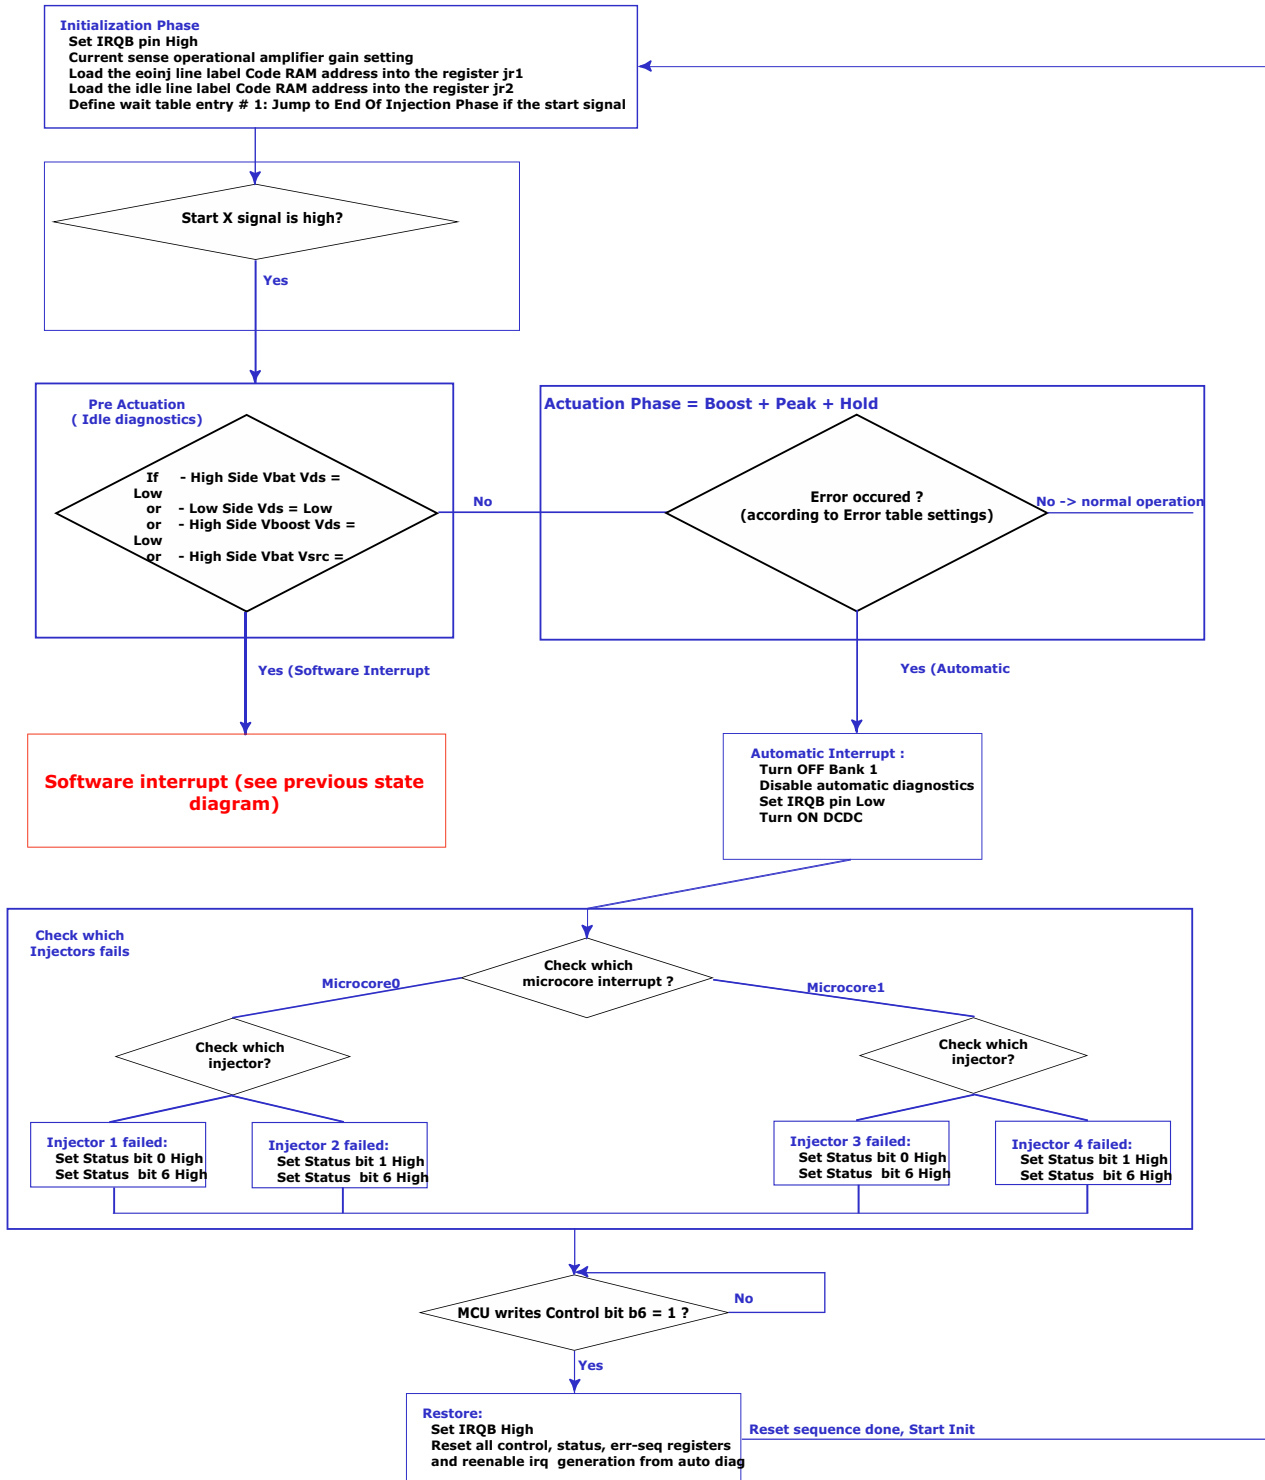 Initialization Phase
Set IRQB pin High
Current sense operational amplifier gain setting
Load the eoinj line label Code RAM address into the register jr1
Load the idle line label Code RAM address into the register jr2
Define wait table entry # 1: Jump to End Of Injection Phase if the start signal
Start X signal is high?
Yes
Pre Actuation
( Idle diagnostics)
If - High Side Vbat Vds =
Low
or - Low Side Vds = Low
or - High Side Vboost Vds =
Low
or - High Side Vbat Vsrc =
No
Actuation Phase = Boost + Peak + Hold
Error occured ?
(according to Error table settings)
No -> normal operation
Yes (Software Interrupt
Yes (Automatic
Software interrupt (see previous state
diagram)
Automatic Interrupt :
Turn OFF Bank 1
Disable automatic diagnostics
Set IRQB pin Low
Turn ON DCDC
Check which
Injectors fails
Check which
microcore interrupt ?
Microcore0
Microcore1
Check which
injector?
Check which
injector?
Injector 1 failed:
Set Status bit 0 High
Set Status bit 6 High
Injector 2 failed:
Set Status bit 1 High
Set Status bit 6 High
Injector 3 failed:
Set Status bit 0 High
Set Status bit 6 High
Injector 4 failed:
Set Status bit 1 High
Set Status bit 6 High
MCU writes Control bit b6 = 1 ?
No
Yes
Restore:
Set IRQB High
Reset all control, status, err-seq registers
and reenable irq generation from auto diag
Reset sequence done, Start Init